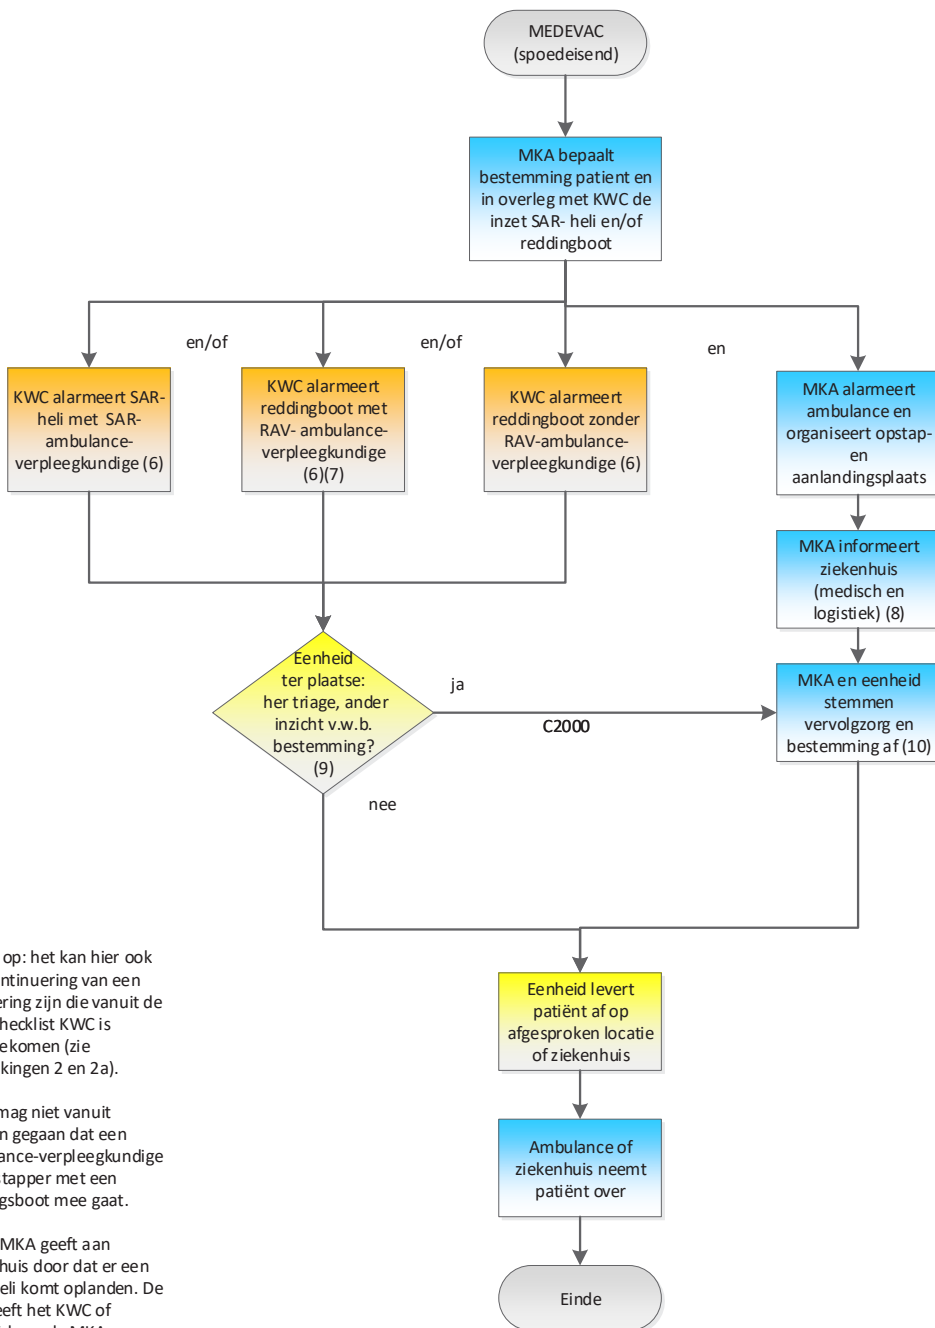 MEDEVAC
(spoedeisend)
MKA bepaalt
bestemming patient en
in overleg met KWC de
inzet SAR- heli en/of
reddingboot
en/of
en/of
en
KWC alarmeert SAR-
heli met SAR-
ambulance-
verpleegkundige (6)
KWC alarmeert
reddingboot met
RAV- ambulance-
verpleegkundige
(6)(7)
KWC alarmeert
reddingboot zonder
RAV-ambulance-
verpleegkundige (6)
MKA alarmeert
ambulance en
organiseert opstap-
en
aanlandingsplaats
MKA informeert
ziekenhuis
(medisch en
logistiek) (8)
Eenheid
ter plaatse:
her triage, ander
inzicht v.w.b.
bestemming?
(9)
ja
C2000
nee
MKA en eenheid
stemmen
vervolgzorg en
bestemming af (10)
op: het kan hier ook
ntinuering van een
ering zijn die vanuit de
hecklist KWC is
ekomen (zie
kingen 2 en 2a).
mag niet vanuit
n gegaan dat een
ance-verpleegkundige
stapper met een
gsboot mee gaat.
MKA geeft aan
huis door dat er een
eli komt oplanden. De
eeft het KWC of
Eenheid levert
patiënt af op
afgesproken locatie
of ziekenhuis
Ambulance of
ziekenhuis neemt
patiënt over
Einde